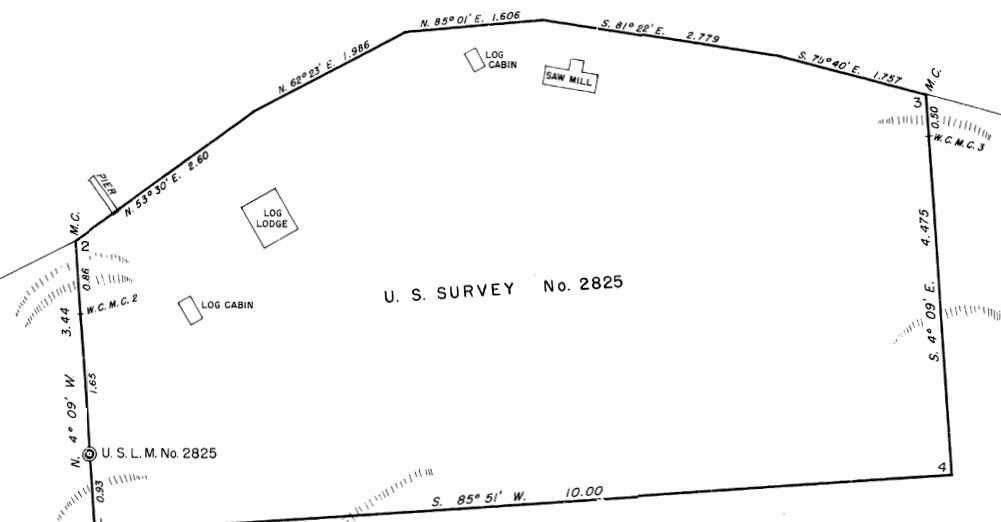 N. 85° 01' E. 1.606
S. 81° 22' E. 2.779
S. 75° 40' E. 1.757
M.C.
3
0.50
W.C.M.C.3
N. 62° 23' E. 1.986
LOG
CABIN
SAW MILL
N. 53° 30' E. 2.60
PIER
M.C.
2
0.86
W.C.M.C.2
3.44
LOG
LODGE
LOG CABIN
U. S. SURVEY No. 2825
4.475
S. 4° 09' E.
1.65
N. 4° 09' W.
U.S.L.M. No. 2825
0.93
S. 85° 51' W. 10.00
4